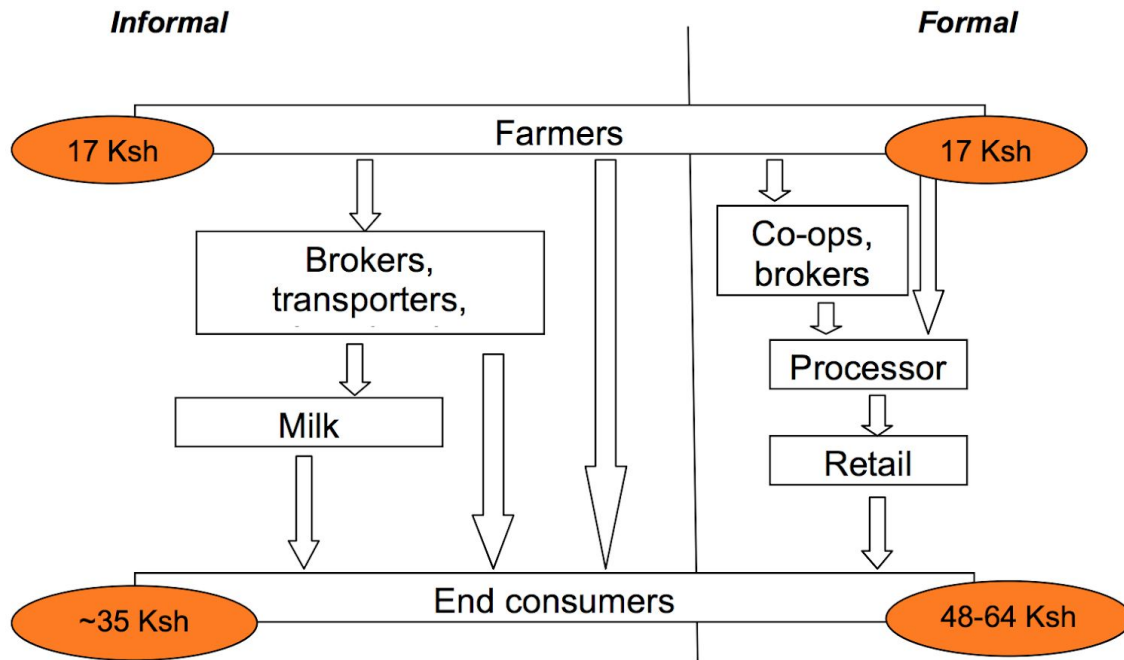 Informal
Formal
Farmers
17 Ksh
17 Ksh
Brokers,
transporters,
Co-ops,
brokers
Processor
Milk
Retail
End consumers
~35 Ksh
48-64 Ksh